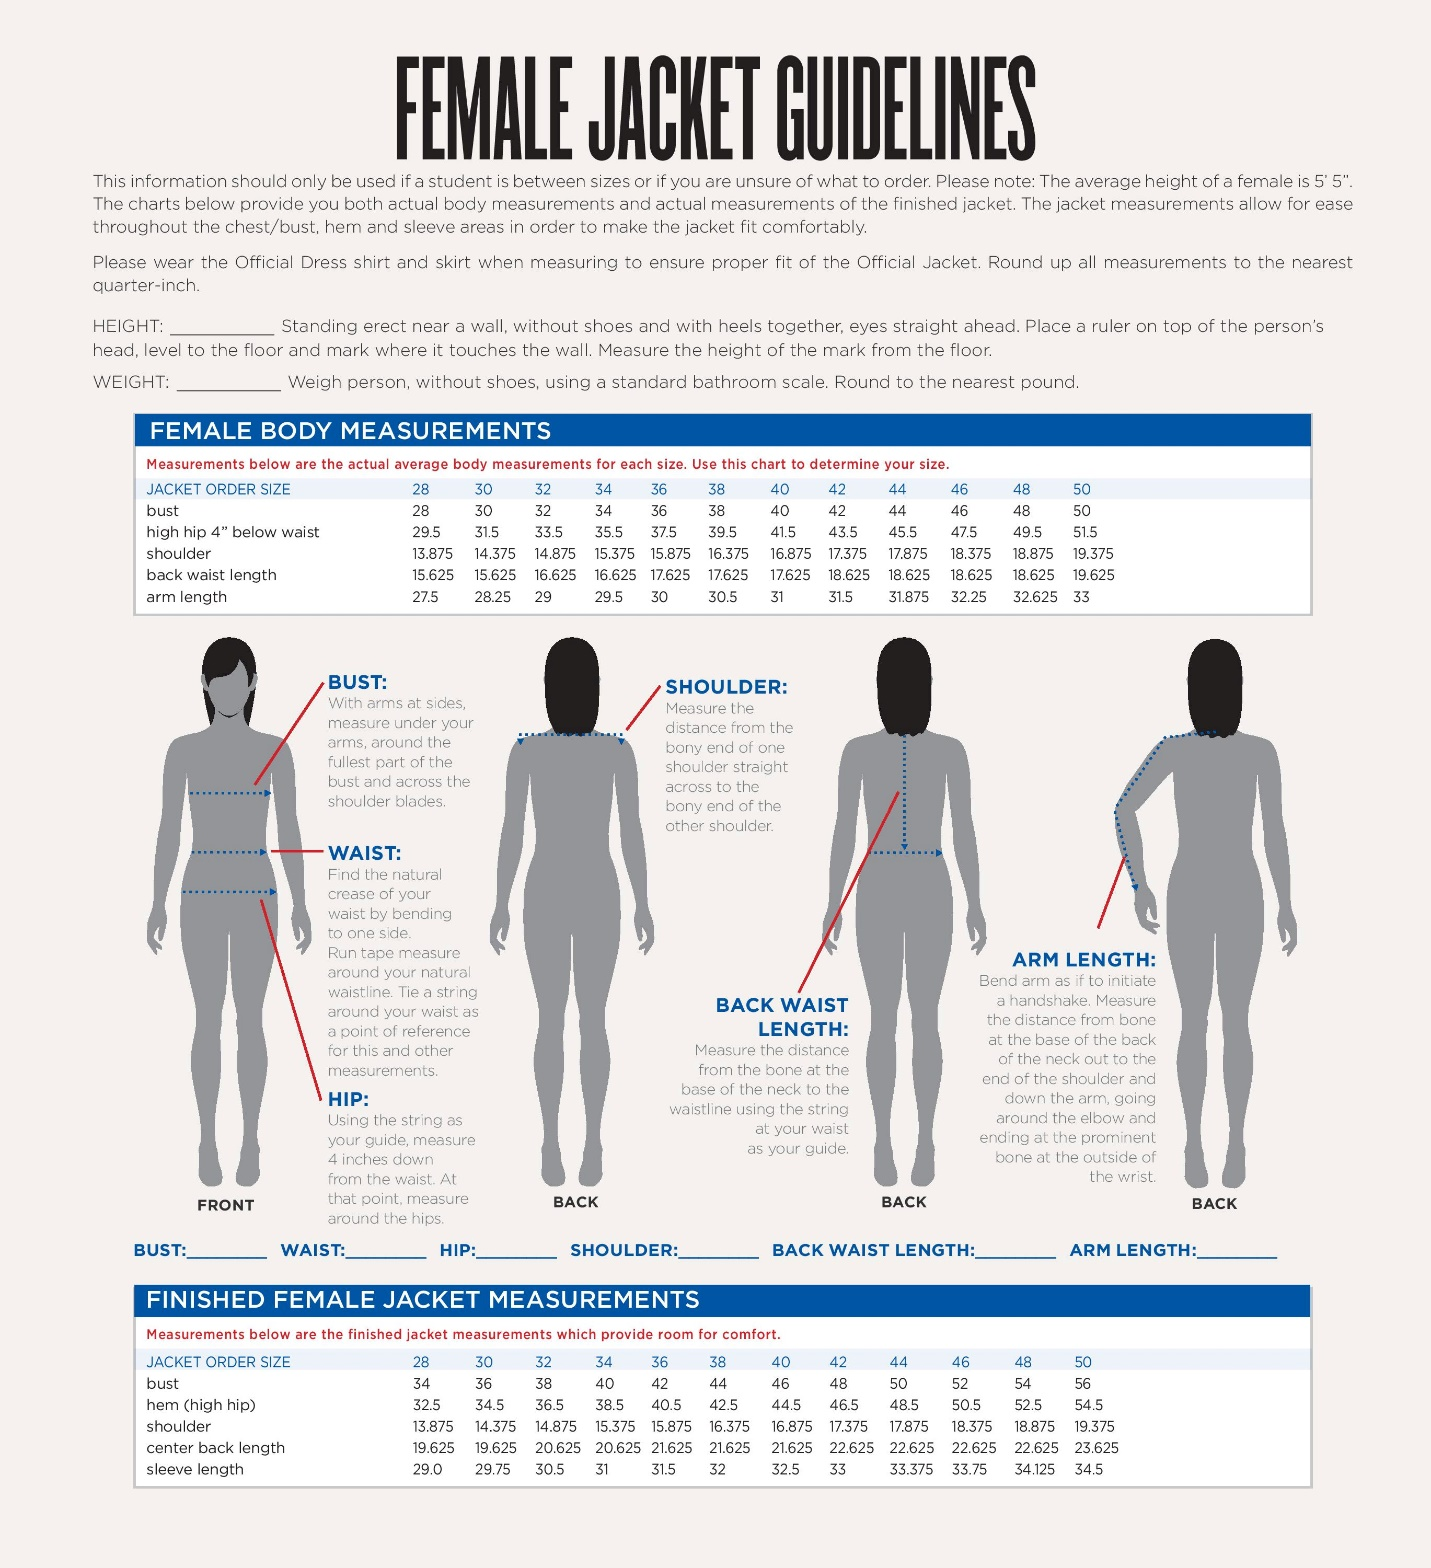 FEMALE JACKET GUIDELINES
This information should only be used if a student is between sizes or if you are unsure of what to order. Please note: The average height of a female is 5’ 5”.
The charts below provide you both actual body measurements and actual measurements of the finished jacket. The jacket measurements allow for ease
throughout the chest/bust, hem and sleeve areas in order to make the jacket fit comfortably.
Please wear the Official Dress shirt and skirt when measuring to ensure proper fit of the Official Jacket. Round up all measurements to the nearest
quarter-inch.
HEIGHT: __________ Standing erect near a wall, without shoes and with heels together, eyes straight ahead. Place a ruler on top of the person’s
head, level to the floor and mark where it touches the wall. Measure the height of the mark from the floor.
WEIGHT: __________ Weigh person, without shoes, using a standard bathroom scale. Round to the nearest pound.
FEMALE BODY MEASUREMENTS
Measurements below are the actual average body measurements for each size. Use this chart to determine your size.
JACKET ORDER SIZE 28 30 32 34 36 38 40 42 44 46 48 50
bust 28 30 32 34 36 38 40 42 44 46 48 50
high hip 4” below waist 29.5 31.5 33.5 35.5 37.5 39.5 41.5 43.5 45.5 47.5 49.5 51.5
shoulder 13.875 14.375 14.875 15.375 15.875 16.375 16.875 17.375 17.875 18.375 18.875 19.375
back waist length 15.625 15.625 16.625 16.625 17.625 17.625 17.625 18.625 18.625 18.625 18.625 19.625
arm length 27.5 28.25 29 29.5 30 30.5 31 31.5 31.875 32.25 32.625 33
BUST:
With arms at sides,
measure under your
arms, around the
fullest part of the
bust and across the
shoulder blades.
WAIST:
Find the natural
crease of your
waist by bending
to one side.
Run tape measure
around your natural
waistline. Tie a string
around your waist as
a point of reference
for this and other
measurements.
HIP:
Using the string as
your guide, measure
4 inches down
from the waist. At
that point, measure
around the hips.
FRONT
SHOULDER:
Measure the
distance from the
bony end of one
shoulder straight
across to the
bony end of the
other shoulder.
BACK
BACK WAIST
LENGTH:
Measure the distance
from the bone at the
base of the neck to the
waistline using the string
at your waist
as your guide.
BACK
ARM LENGTH:
Bend arm as if to initiate
a handshake. Measure
the distance from bone
at the base of the back
of the neck out to the
end of the shoulder and
down the arm, going
around the elbow and
ending at the prominent
bone at the outside of
the wrist.
BACK
BUST:________ WAIST:________ HIP:________ SHOULDER:________ BACK WAIST LENGTH:________ ARM LENGTH:________
FINISHED FEMALE JACKET MEASUREMENTS
Measurements below are the finished jacket measurements which provide room for comfort.
JACKET ORDER SIZE 28 30 32 34 36 38 40 42 44 46 48 50
bust 34 36 38 40 42 44 46 48 50 52 54 56
hem (high hip) 32.5 34.5 36.5 38.5 40.5 42.5 44.5 46.5 48.5 50.5 52.5 54.5
shoulder 13.875 14.375 14.875 15.375 15.875 16.375 16.875 17.375 17.875 18.375 18.875 19.375
center back length 19.625 19.625 20.625 20.625 21.625 21.625 21.625 22.625 22.625 22.625 22.625 23.625
sleeve length 29.0 29.75 30.5 31 31.5 32 32.5 33 33.375 33.75 34.125 34.5